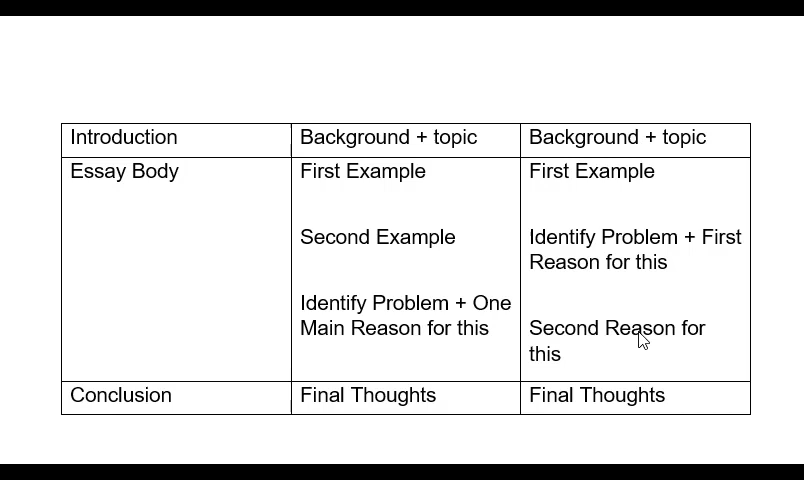 Introduction
Background + topic
Background + topic
Essay Body
First Example
Second Example
Identify Problem + One
Main Reason for this
First Example
Identify Problem + First
Reason for this
Second Reason for
this
Conclusion
Final Thoughts
Final Thoughts